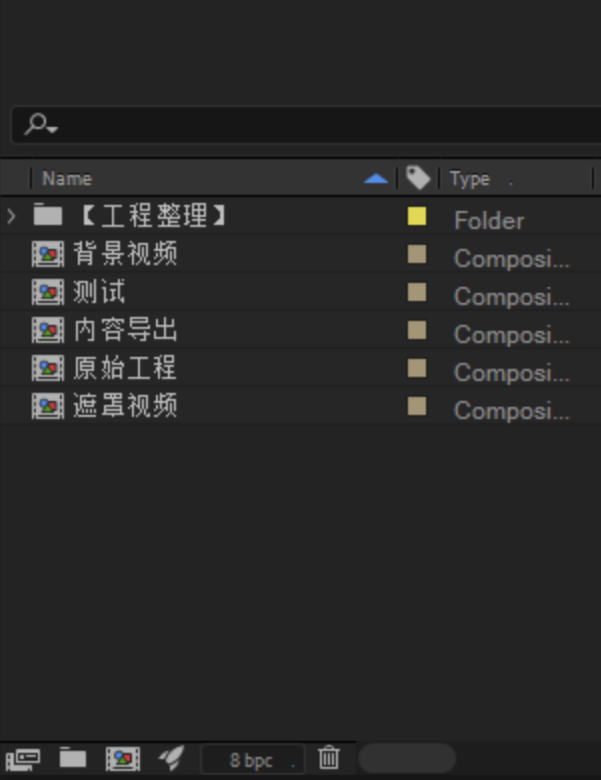 Name Type
【工程整理】 Folder
背景视频 Composi...
测试 Composi...
内容导出 Composi...
原始工程 Composi...
遮罩视频 Composi...
8 bpc